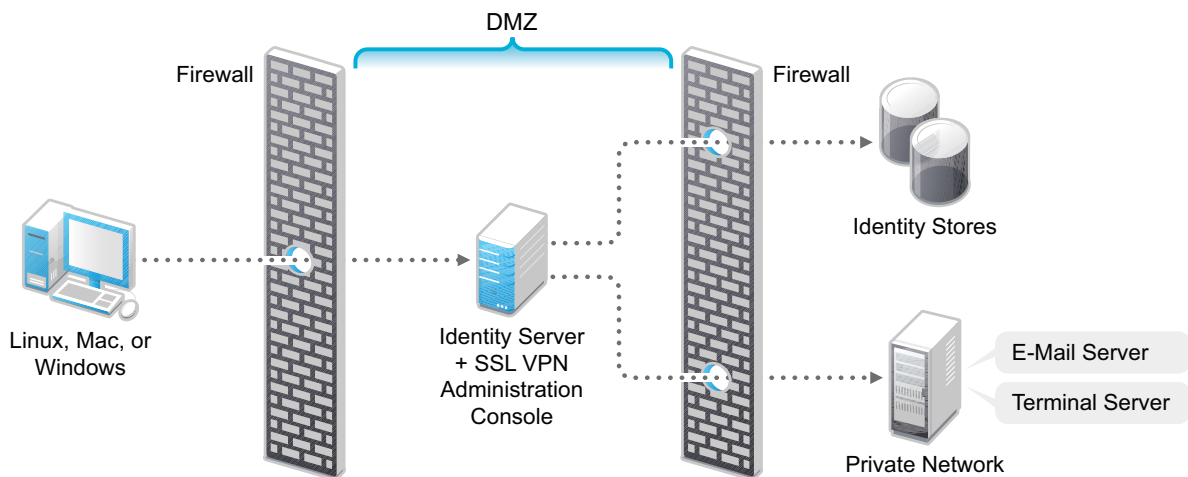 DMZ
Firewall
Firewall
Identity Stores
Linux, Mac, or
Windows
Identity Server
+ SSL VPN
Administration
Console
E-Mail Server
Terminal Server
Private Network